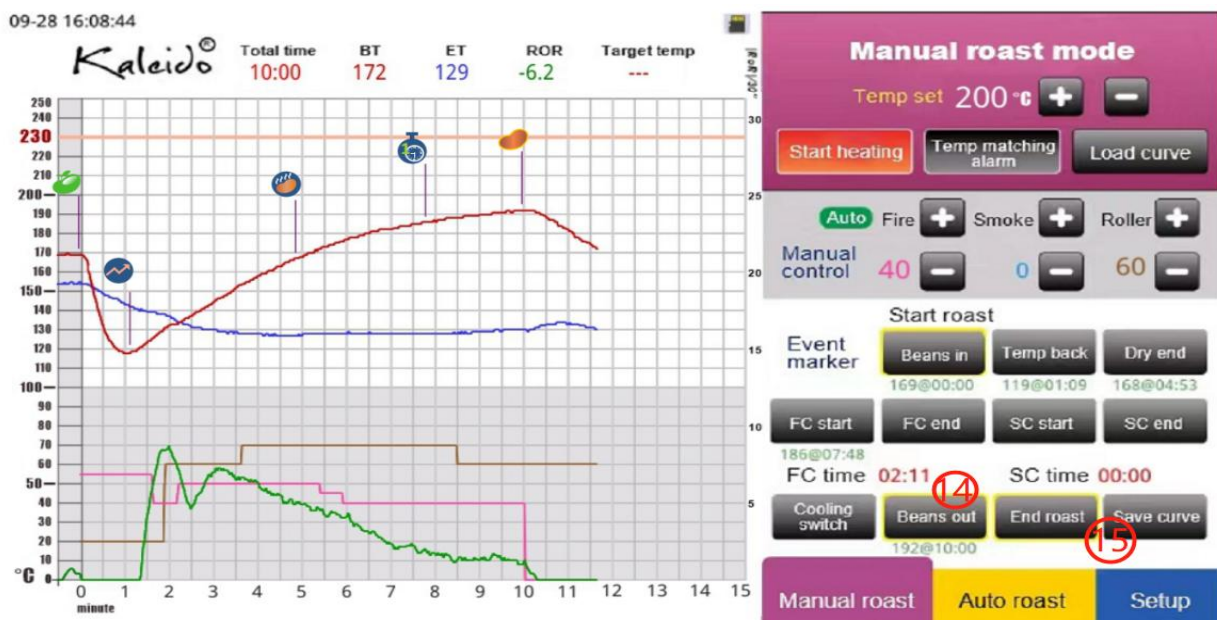 09-28 16:08:44
Kaleido®
Total time BT ET ROR Target temp
10:00 172 129 -6.2 ---
|RoR|/30"
250
240
230
220
210
200
190
180
170
160
150
140
130
120
110
100
90
80
70
60
50
40
30
20
10
0
°C
30
25
20
15
10
5
0 1 2 3 4 5 6 7 8 9 10 11 12 13 14 15
minute
Manual roast mode
Temp set 200 °C + −
Start heating
Temp matching alarm
Load curve
Auto Fire + Smoke + Roller +
Manual control 40 − 0 − 60 −
Start roast
Event marker
Beans in Temp back Dry end
169@00:00 119@01:09 168@04:53
FC start FC end SC start SC end
186@07:48
FC time 02:11 SC time 00:00
14
Cooling switch Beans out End roast Save curve
15
192@10:00
Manual roast Auto roast Setup